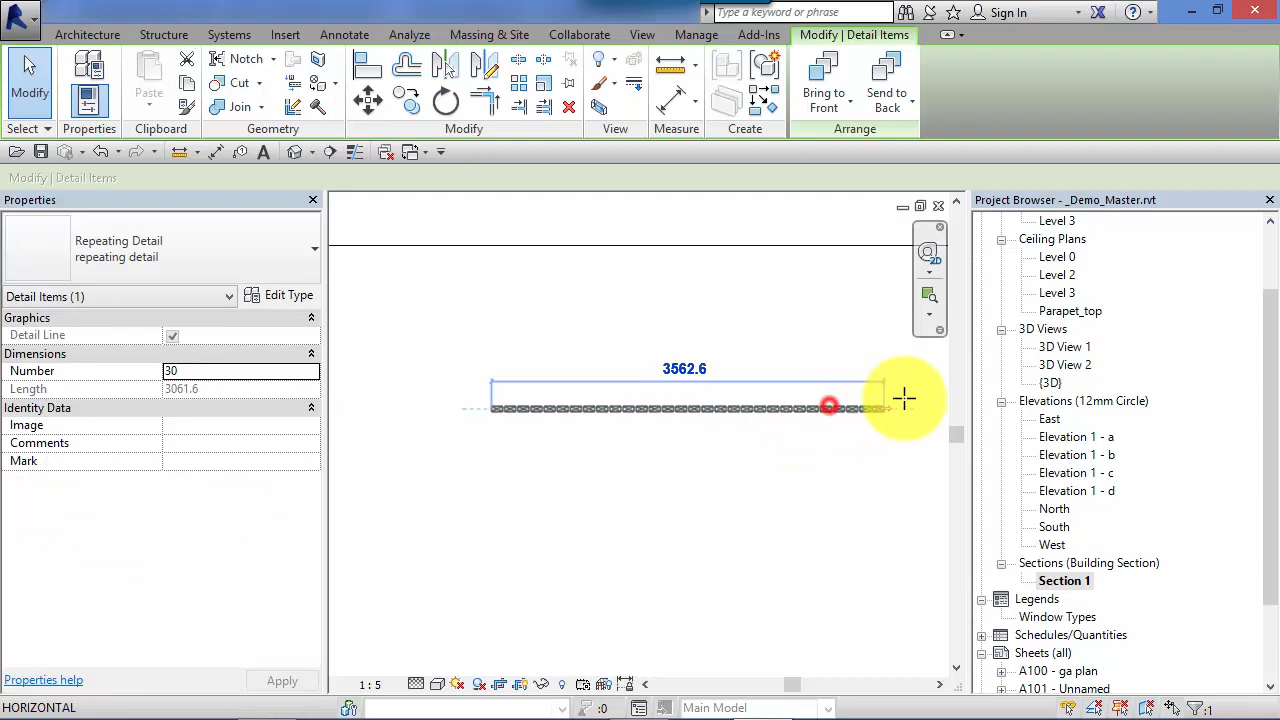 Type a keyword or phrase
Sign In
Architecture Structure Systems Insert Annotate Analyze Massing & Site Collaborate View Manage Add-Ins Modify | Detail Items
Modify
Paste
Notch
Cut
Join
Bring to Front
Send to Back
Select Properties Clipboard Geometry Modify View Measure Create Arrange
Modify | Detail Items
Properties
Repeating Detail
repeating detail
Detail Items (1)
Edit Type
Graphics
Detail Line
Dimensions
Number 30
Length 3061.6
Identity Data
Image
Comments
Mark
Properties help
Apply
3562.6
2D
1 : 5
Project Browser - _Demo_Master.rvt
Level 3
Ceiling Plans
Level 0
Level 2
Level 3
Parapet_top
3D Views
3D View 1
3D View 2
{3D}
Elevations (12mm Circle)
East
Elevation 1 - a
Elevation 1 - b
Elevation 1 - c
Elevation 1 - d
North
South
West
Sections (Building Section)
Section 1
Legends
Window Types
Schedules/Quantities
Sheets (all)
A100 - ga plan
A101 - Unnamed
HORIZONTAL
:0
Main Model
:1